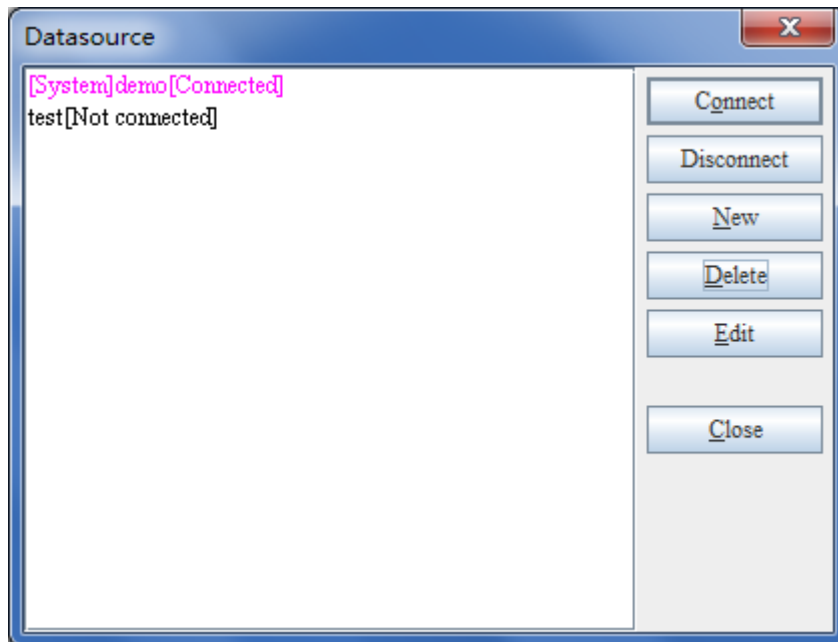 Datasource
[System]demo[Connected]
test[Not connected]
Connect
Disconnect
New
Delete
Edit
Close